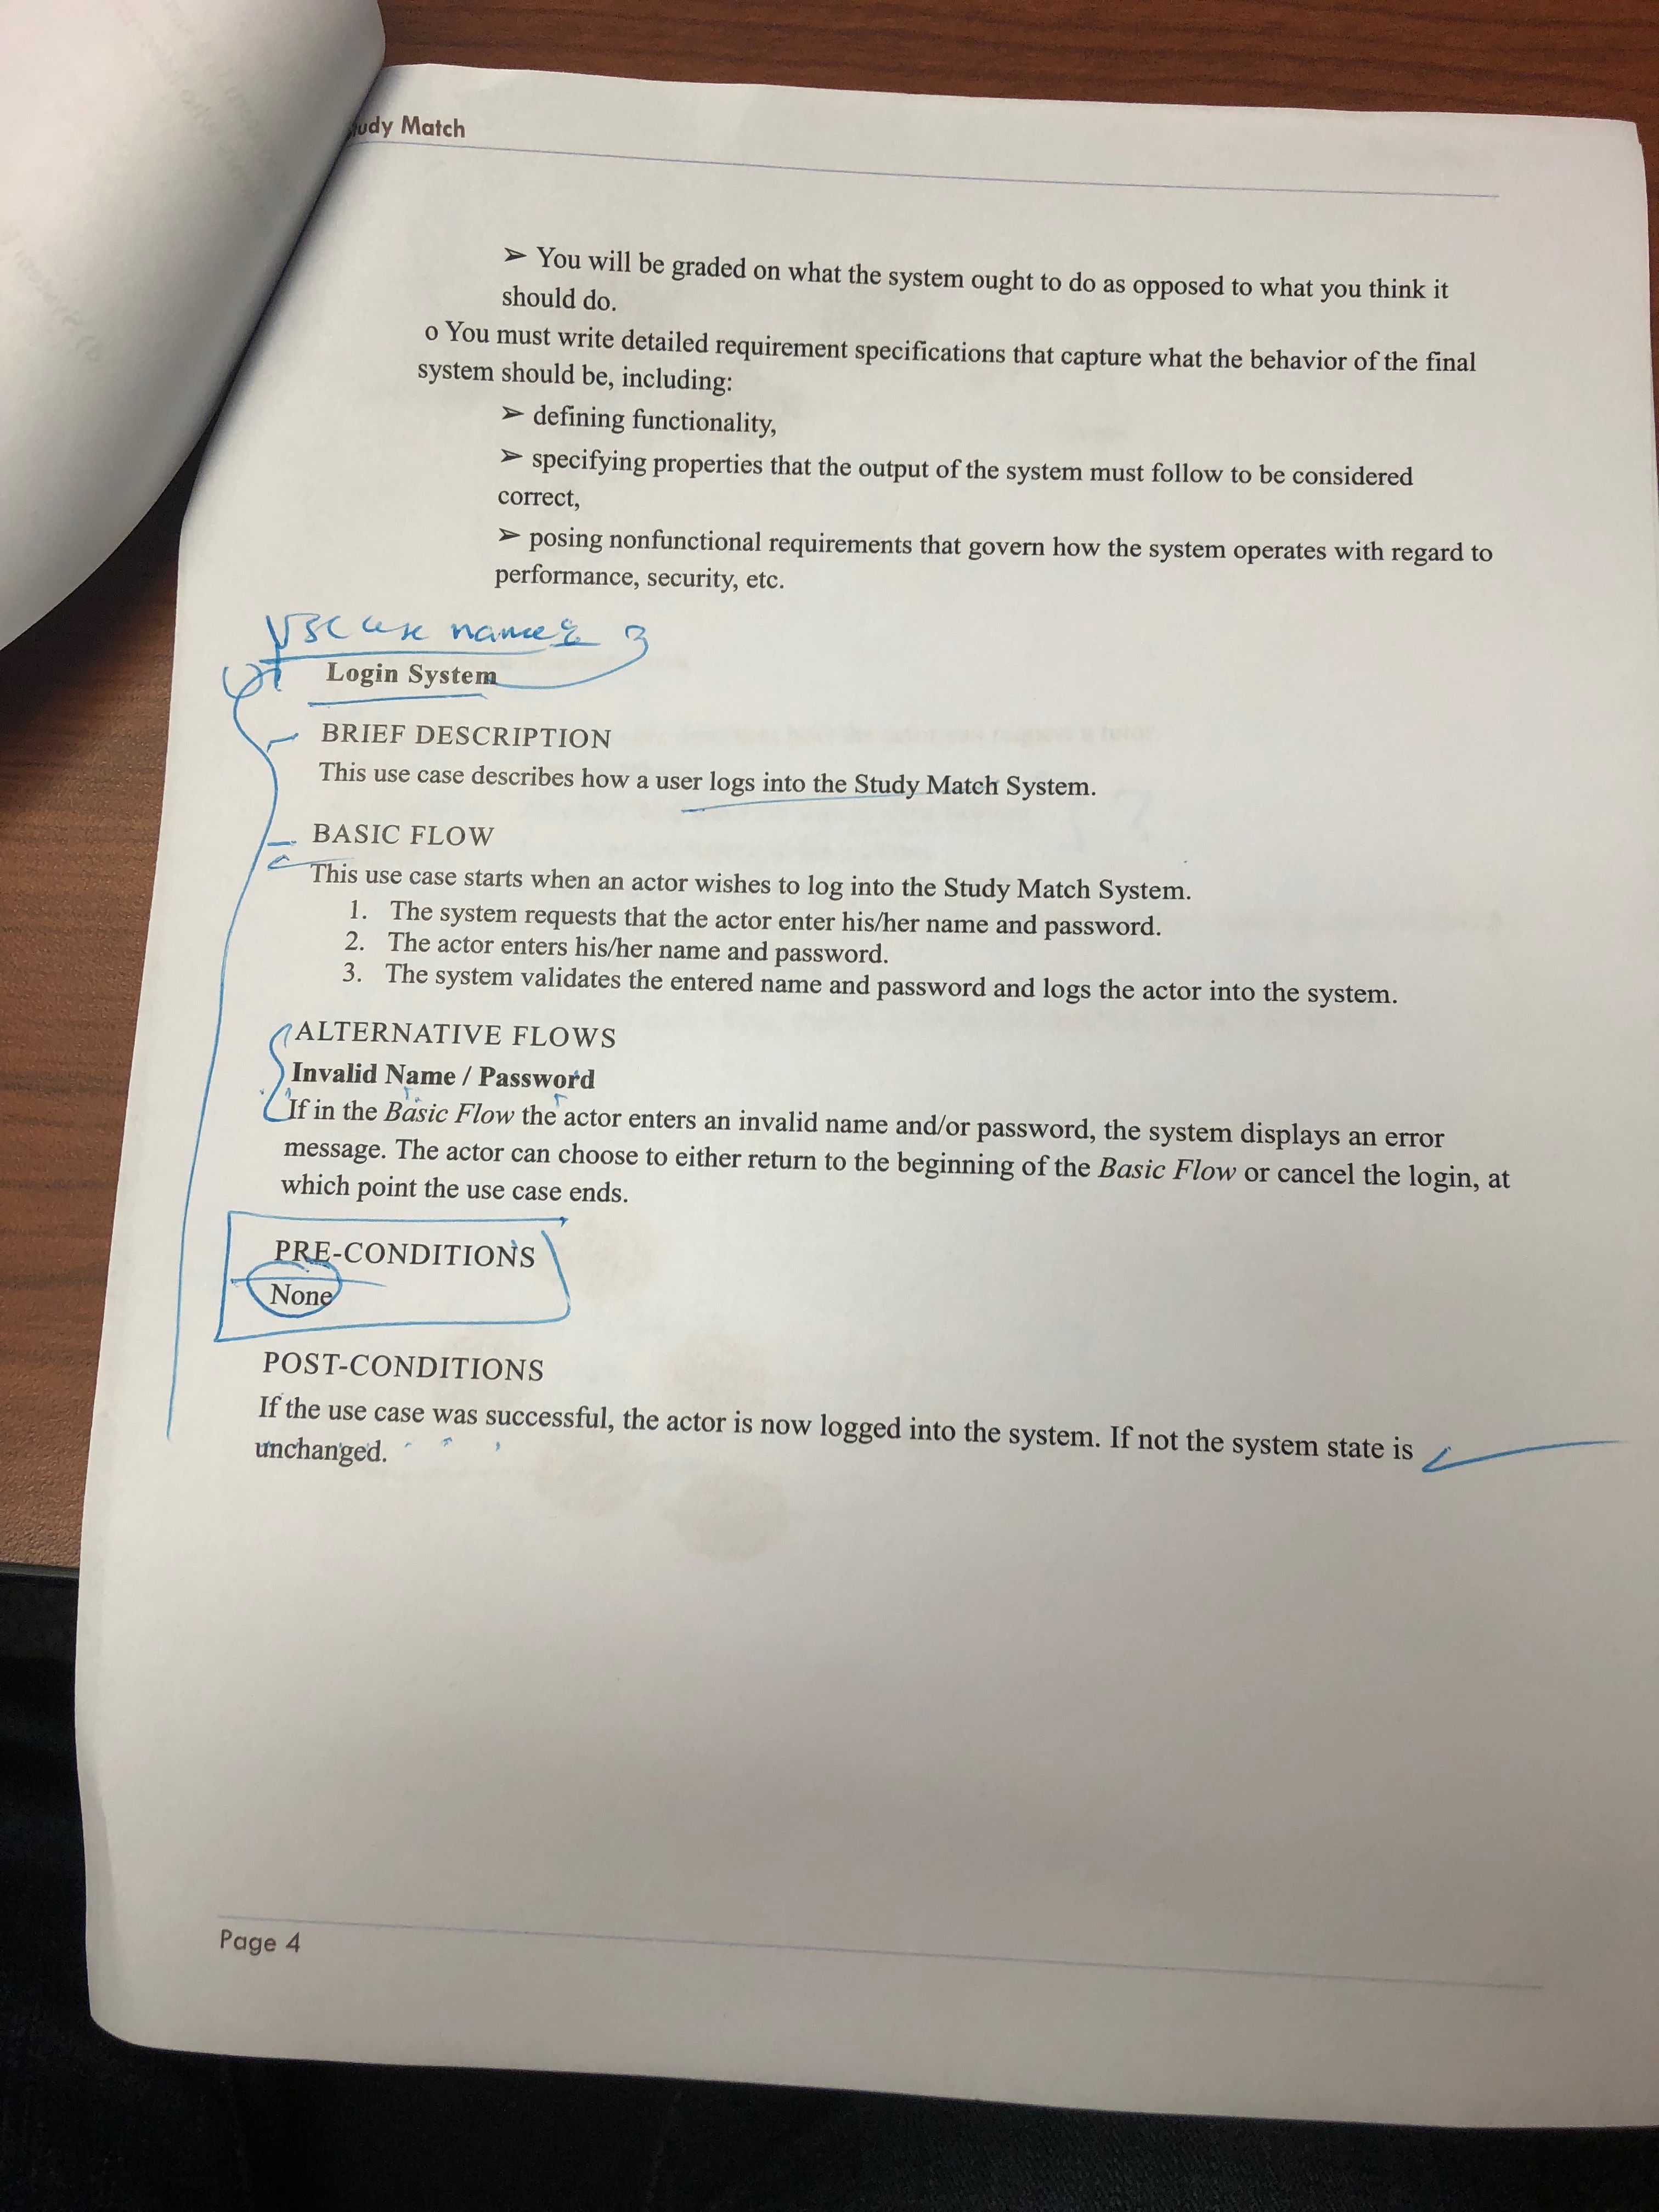 udy Match
➢ You will be graded on what the system ought to do as opposed to what you think it
should do.
o You must write detailed requirement specifications that capture what the behavior of the final
system should be, including:
➢ defining functionality,
➢ specifying properties that the output of the system must follow to be considered
correct,
➢ posing nonfunctional requirements that govern how the system operates with regard to
performance, security, etc.
use name
Login System
BRIEF DESCRIPTION
This use case describes how a user logs into the Study Match System.
BASIC FLOW
This use case starts when an actor wishes to log into the Study Match System.
1. The system requests that the actor enter his/her name and password.
2. The actor enters his/her name and password.
3. The system validates the entered name and password and logs the actor into the system.
ALTERNATIVE FLOWS
Invalid Name / Password
If in the Basic Flow the actor enters an invalid name and/or password, the system displays an error
message. The actor can choose to either return to the beginning of the Basic Flow or cancel the login, at
which point the use case ends.
PRE-CONDITIONS
None
POST-CONDITIONS
If the use case was successful, the actor is now logged into the system. If not the system state is
unchanged.
Page 4